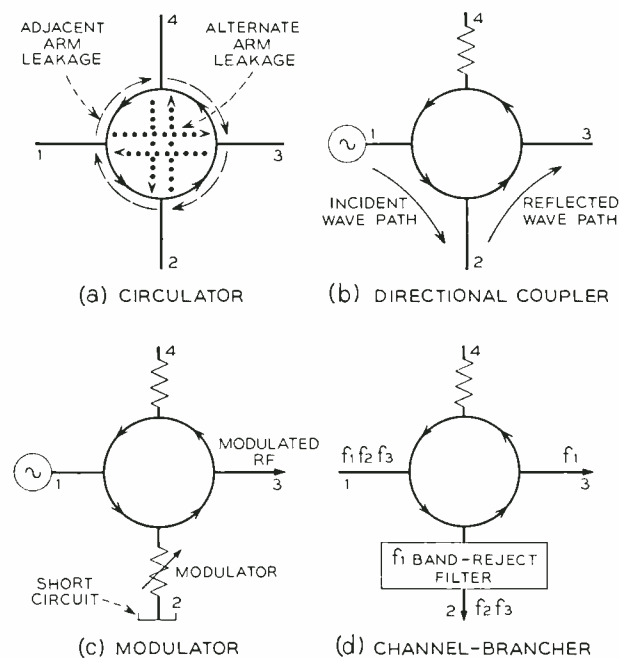 4
ADJACENT
ARM
LEAKAGE
ALTERNATE
ARM
LEAKAGE
1
3
2
(a) CIRCULATOR
4
~
1
3
INCIDENT
WAVE PATH
REFLECTED
WAVE PATH
2
(b) DIRECTIONAL COUPLER
4
~
1
MODULATED
RF
3
MODULATOR
SHORT
CIRCUIT
2
(c) MODULATOR
4
f1 f2 f3
1
f1
3
f1 BAND-REJECT
FILTER
2
f2 f3
(d) CHANNEL-BRANCHER